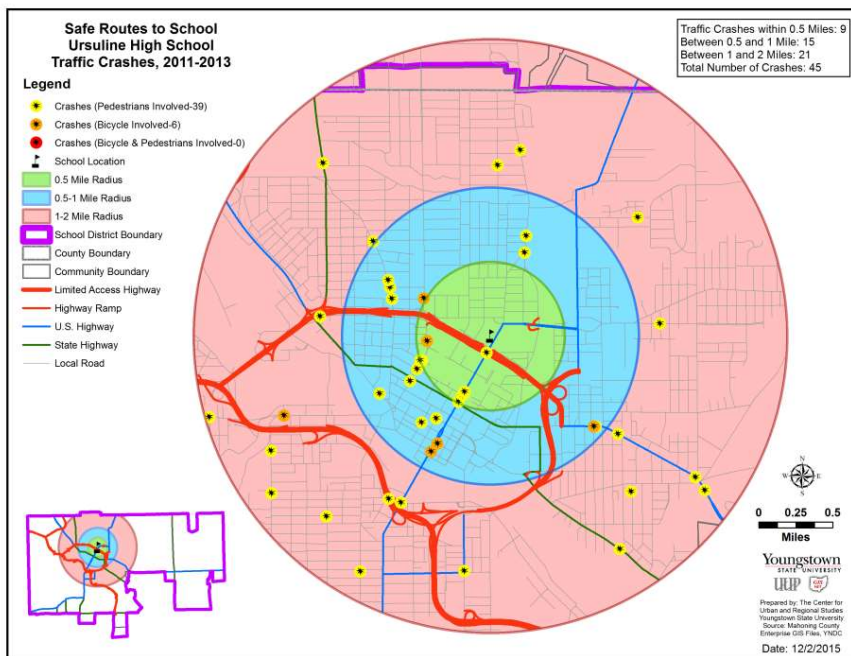 Safe Routes to School
Ursuline High School
Traffic Crashes, 2011-2013
Traffic Crashes within 0.5 Miles: 9
Between 0.5 and 1 Mile: 15
Between 1 and 2 Miles: 21
Total Number of Crashes: 45
Legend
Crashes (Pedestrians Involved-39)
Crashes (Bicycle Involved-6)
Crashes (Bicycle & Pedestrians Involved-0)
School Location
0.5 Mile Radius
0.5-1 Mile Radius
1-2 Mile Radius
School District Boundary
County Boundary
Community Boundary
Limited Access Highway
Highway Ramp
U.S. Highway
State Highway
Local Road
N
W E
S
0 0.25 0.5
Miles
Youngstown
STATE UNIVERSITY
UUP
Prepared by: The Center for
Urban and Regional Studies
Youngstown State University
Source: Mahoning County
Enterprise GIS Files, YNDC
Date: 12/2/2015